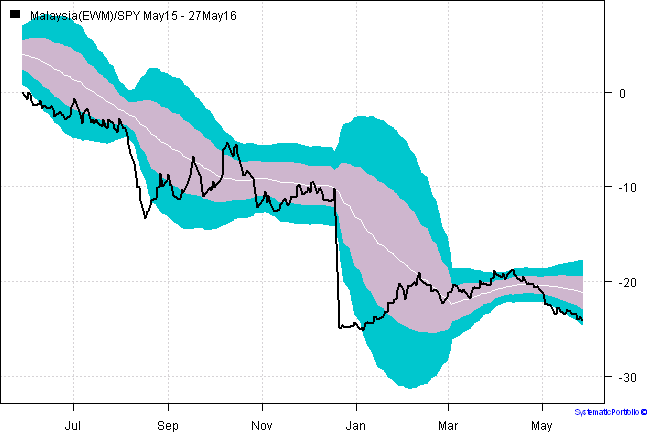 Malaysia(EWM)/SPY May15 - 27May16
0
-10
-20
-30
Jul Sep Nov Jan Mar May
SystematicPortfolio ©